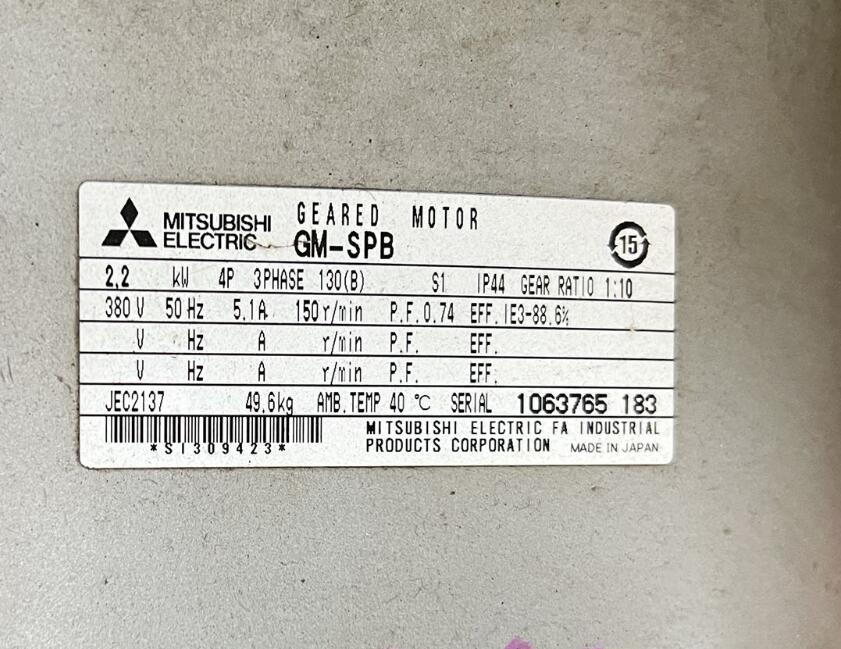 MITSUBISHI
ELECTRIC
GEARED MOTOR
GM-SPB
15
2.2 kW 4P 3PHASE 130(B) S1 IP44 GEAR RATIO 1:10
380 V 50 Hz 5.1A 150 r/min P.F. 0.74 EFF. IE3-88.6%
V Hz A r/min P.F. EFF.
V Hz A r/min P.F. EFF.
JEC2137 49.6kg AMB.TEMP 40 °C SERIAL 1063765 183
*S1309423*
MITSUBISHI ELECTRIC FA INDUSTRIAL
PRODUCTS CORPORATION MADE IN JAPAN